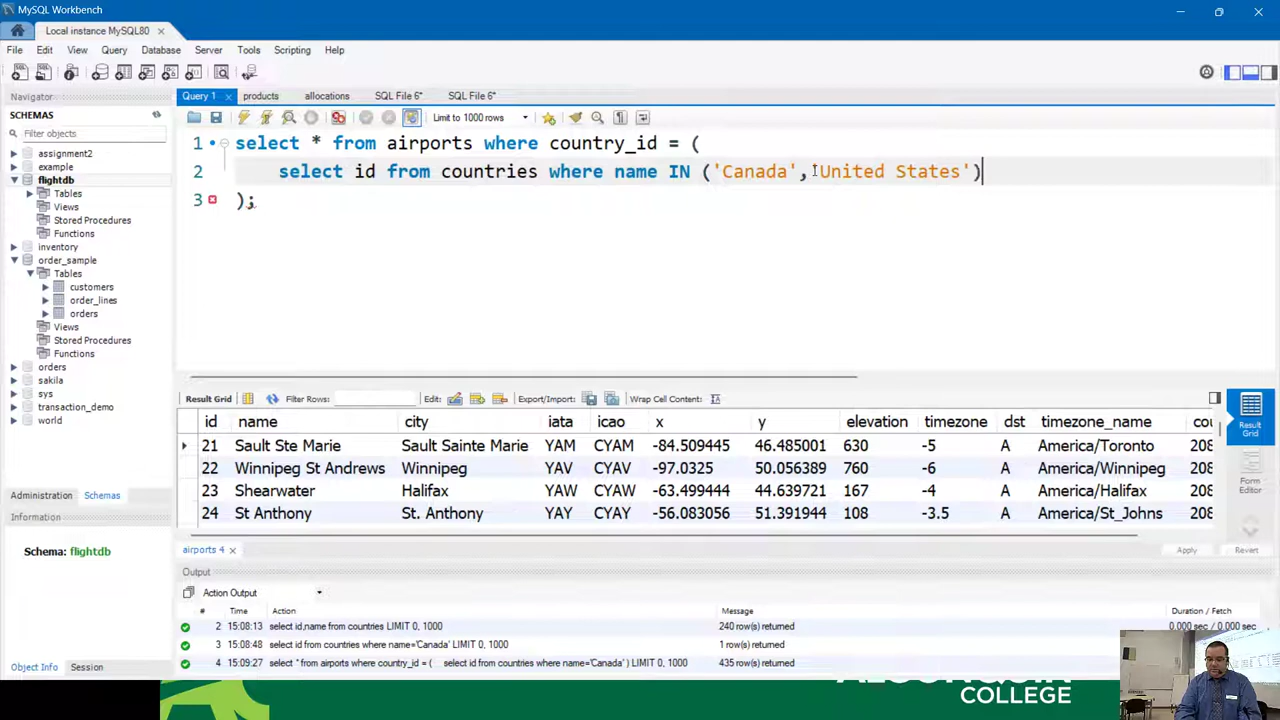 MySQL Workbench
Local instance MySQL80
File Edit View Query Database Server Tools Scripting Help
Navigator
SCHEMAS
Filter objects
assignment2
example
flightdb
Tables
Views
Stored Procedures
Functions
inventory
order_sample
Tables
customers
order_lines
orders
Views
Stored Procedures
Functions
orders
sakila
sys
transaction_demo
world
Administration Schemas
Information
Schema: flightdb
Object Info Session
Query 1 products allocations SQL File 6* SQL File 6*
Limit to 1000 rows
1 select * from airports where country_id = (
2 select id from countries where name IN ('Canada', 'United States')
3 );
Result Grid Filter Rows: Edit: Export/Import: Wrap Cell Content:
id name city iata icao x y elevation timezone dst timezone_name cou
21 Sault Ste Marie Sault Sainte Marie YAM CYAM -84.509445 46.485001 630 -5 A America/Toronto 208
22 Winnipeg St Andrews Winnipeg YAV CYAV -97.0325 50.056389 760 -6 A America/Winnipeg 208
23 Shearwater Halifax YAW CYAW -63.499444 44.639721 167 -4 A America/Halifax 208
24 St Anthony St. Anthony YAY CYAY -56.083056 51.391944 108 -3.5 A America/St_Johns 208
Result Grid
Form Editor
airports 4
Apply Revert
Output
Action Output
# Time Action Message Duration / Fetch
2 15:08:13 select id,name from countries LIMIT 0, 1000 240 row(s) returned 0.000 sec / 0.000 sec
3 15:08:48 select id from countries where name='Canada' LIMIT 0, 1000 1 row(s) returned
4 15:09:27 select * from airports where country_id = ( select id from countries where name='Canada' ) LIMIT 0, 1000 435 row(s) returned
COLLEGE